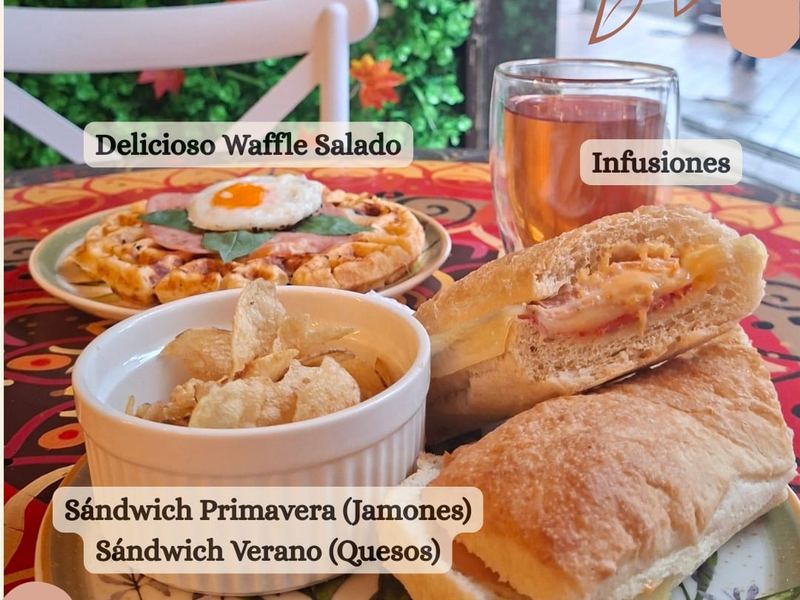 Delicioso Waffle Salado
Infusiones
Sándwich Primavera (Jamones)
Sándwich Verano (Quesos)